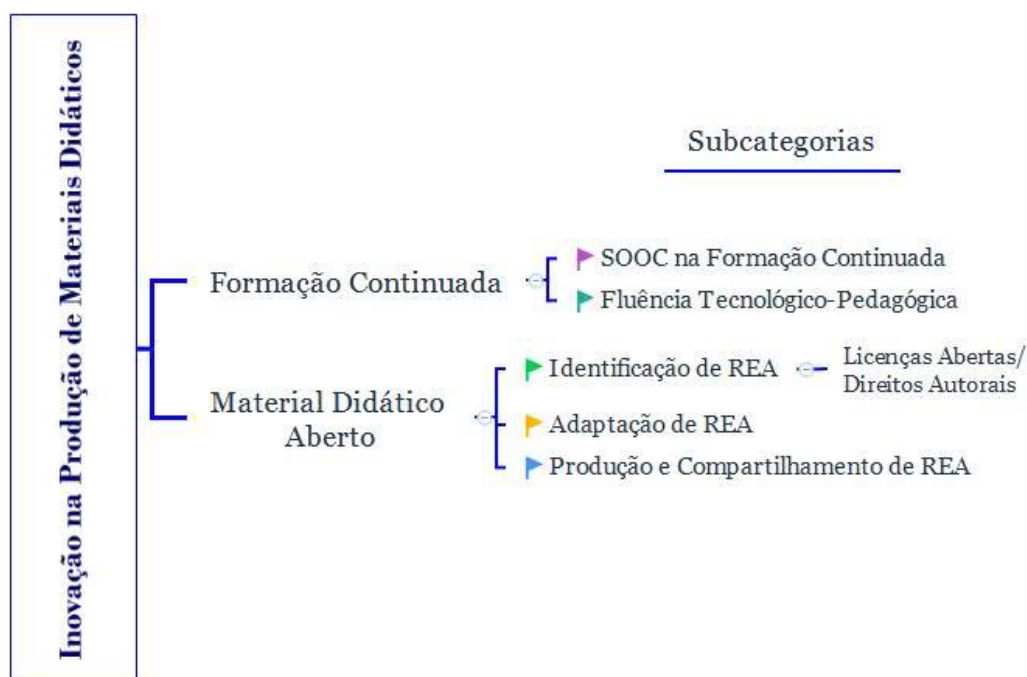 Inovação na Produção de Materiais Didáticos
Subcategorias
Formação Continuada
SOOC na Formação Continuada
Fluência Tecnológico-Pedagógica
Material Didático
Aberto
Identificação de REA
Licenças Abertas/
Direitos Autorais
Adaptação de REA
Produção e Compartilhamento de REA